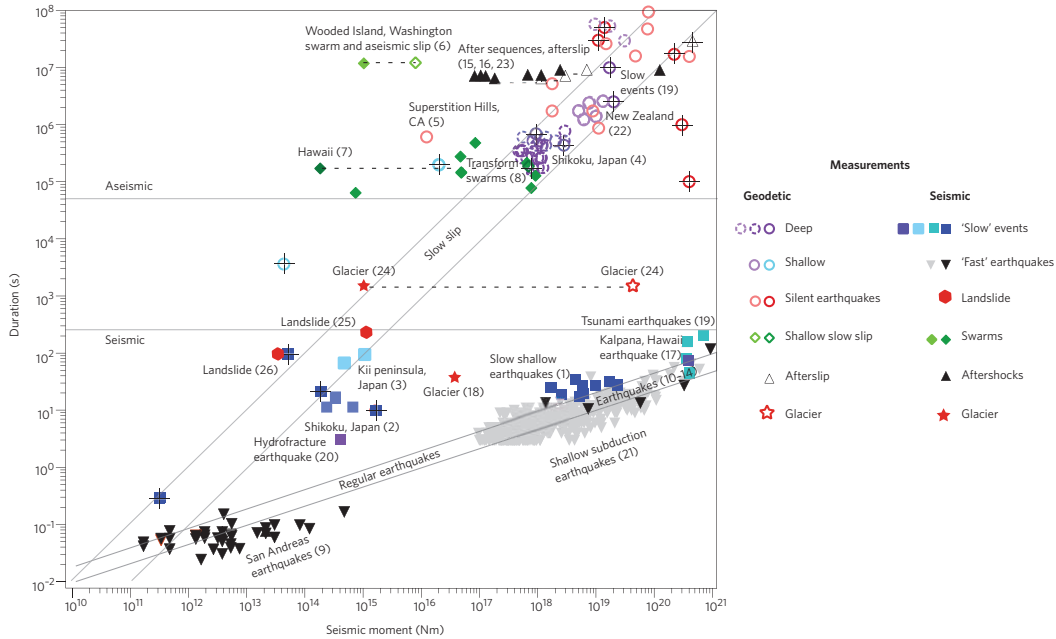 10^8
10^7
10^6
10^5
10^4
10^3
10^2
10^1
10^0
10^-1
10^-2
Duration (s)
Wooded Island, Washington
swarm and aseismic slip (6)
After sequences, afterslip
(15, 16, 23)
Slow
events (19)
Superstition Hills,
CA (5)
New Zealand
(22)
Hawaii (7)
Transform
swarms (8)
Shikoku, Japan (4)
Aseismic
Slow slip
Glacier (24)
Glacier (24)
Landslide (25)
Tsunami earthquakes (19)
Seismic
Kalpana, Hawaii
earthquake (17)
Landslide (26)
Kii peninsula,
Japan (3)
Slow shallow
earthquakes (1)
Glacier (18)
Earthquakes (10–14)
Shikoku, Japan (2)
Hydrofracture
earthquake (20)
Regular earthquakes
Shallow subduction
earthquakes (21)
San Andreas
earthquakes (9)
10^10
10^11
10^12
10^13
10^14
10^15
10^16
10^17
10^18
10^19
10^20
10^21
Seismic moment (Nm)
Measurements
Geodetic
Deep
Shallow
Silent earthquakes
Shallow slow slip
Afterslip
Glacier
Seismic
'Slow' events
'Fast' earthquakes
Landslide
Swarms
Aftershocks
Glacier